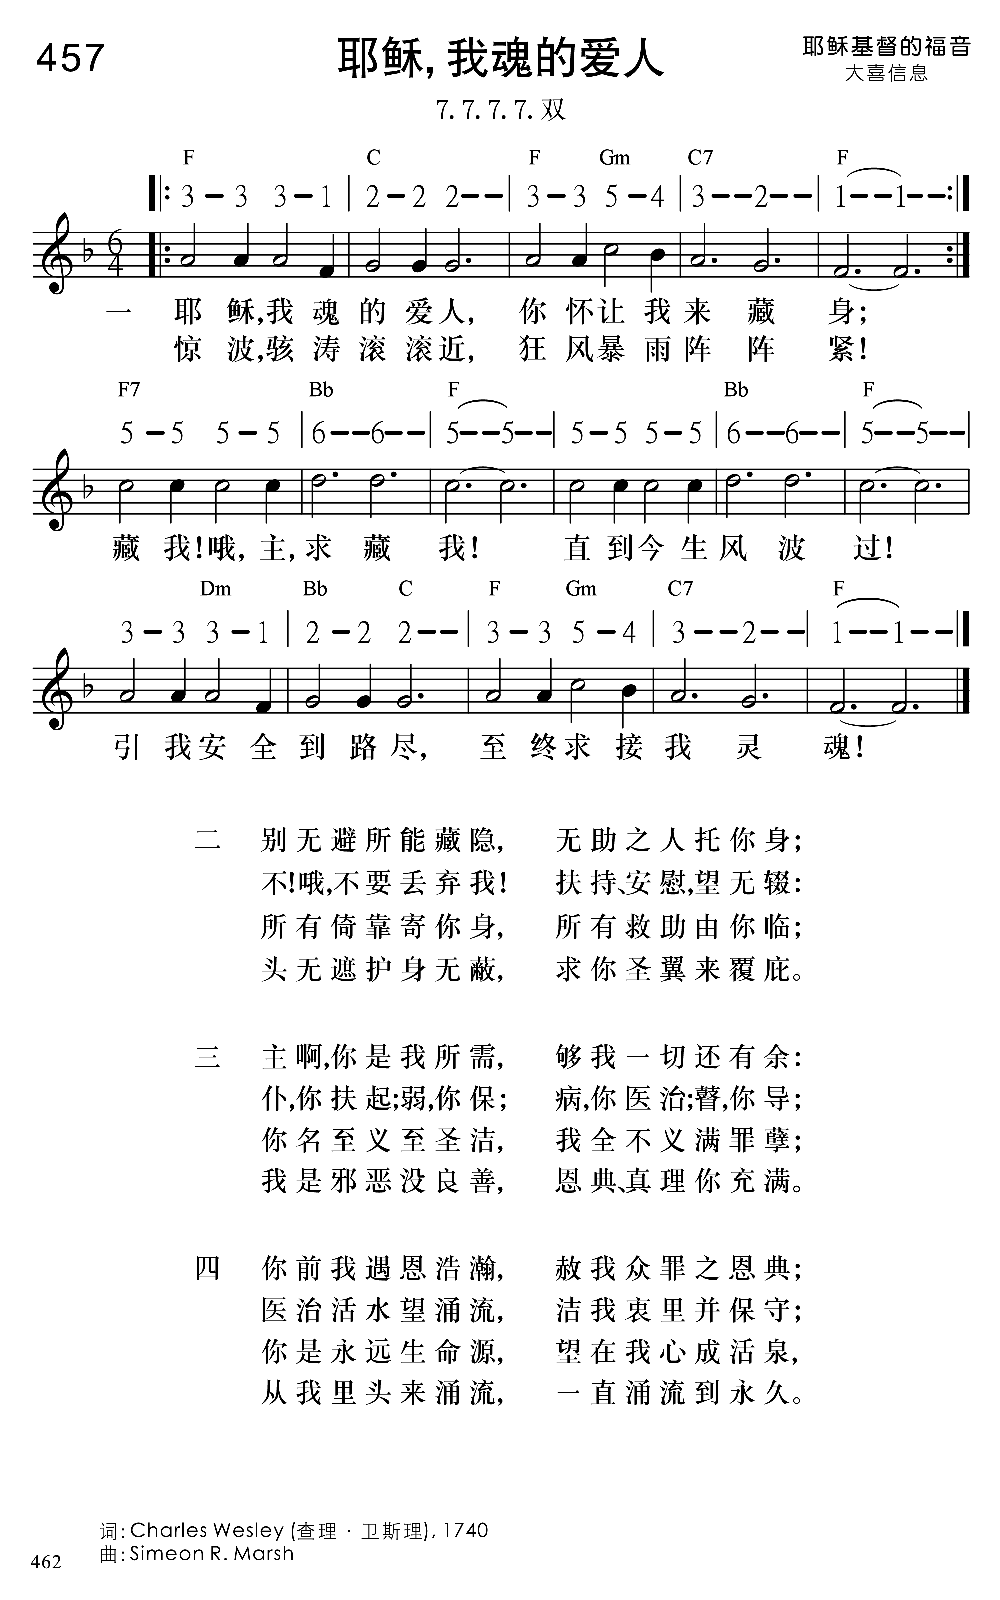 457
耶稣,我魂的爱人
耶稣基督的福音
大喜信息
7. 7. 7. 7. 双
F C F Gm C7 F
3 – 3 3 – 1 | 2 – 2 2 – – | 3 – 3 5 – 4 | 3 – – 2 – – | 1 – – 1 – –
6
4
一 耶稣,我魂的爱人, 你怀让我来藏身;
惊波,骇涛滚滚近, 狂风暴雨阵阵紧!
F7 Bb F Bb F
5 – 5 5 – 5 | 6 – – 6 – – | 5 – – 5 – – | 5 – 5 5 – 5 | 6 – – 6 – – | 5 – – 5 – – |
藏我!哦,主,求藏我! 直到今生风波过!
Dm Bb C F Gm C7 F
3 – 3 3 – 1 | 2 – 2 2 – – | 3 – 3 5 – 4 | 3 – – 2 – – | 1 – – 1 – –
引我安全到路尽, 至终求接我灵魂!
二 别无避所能藏隐, 无助之人托你身;
不!哦,不要丢弃我! 扶持、安慰,望无辍:
所有倚靠寄你身, 所有救助由你临;
头无遮护身无蔽, 求你圣翼来覆庇。
三 主啊,你是我所需, 够我一切还有余:
仆,你扶起;弱,你保; 病,你医治;瞽,你导;
你名至义至圣洁, 我全不义满罪孽;
我是邪恶没良善, 恩典、真理你充满。
四 你前我遇恩浩瀚, 赦我众罪之恩典;
医治活水望涌流, 洁我衷里并保守;
你是永远生命源, 望在我心成活泉,
从我里头来涌流, 一直涌流到永久。
词: Charles Wesley (查理 · 卫斯理), 1740
曲: Simeon R. Marsh
462